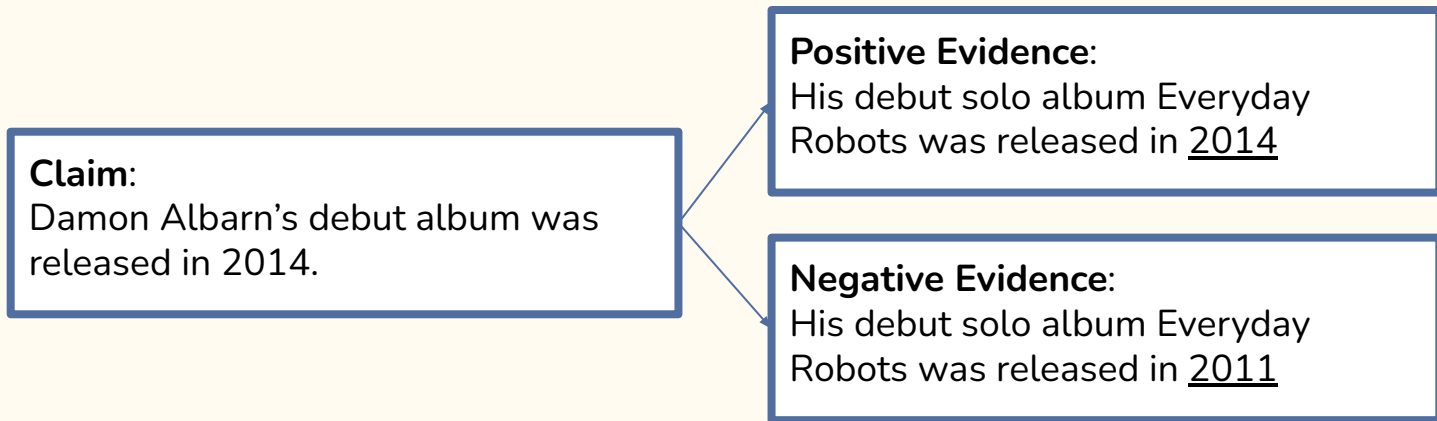 Claim:
Damon Albarn’s debut album was
released in 2014.
Positive Evidence:
His debut solo album Everyday
Robots was released in 2014
Negative Evidence:
His debut solo album Everyday
Robots was released in 2011